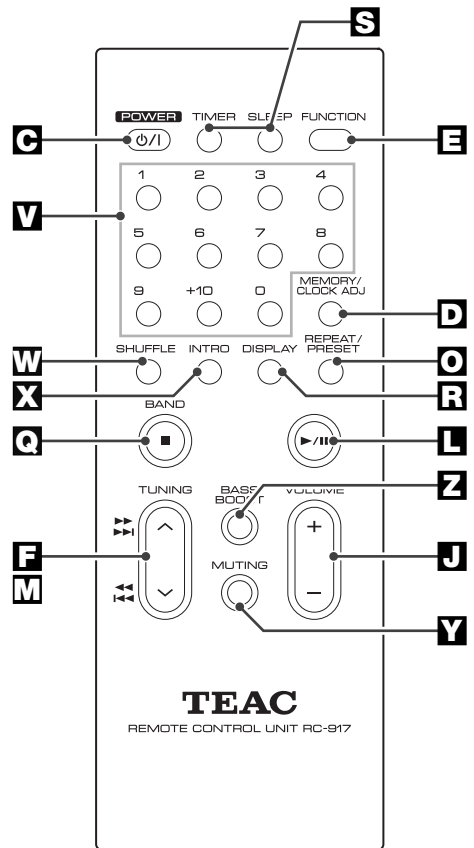 S
POWER TIMER SLEEP FUNCTION
C ⏻/I E
V 1 2 3 4
5 6 7 8
9 +10 0 MEMORY/
CLOCK ADJ
D
SHUFFLE INTRO DISPLAY REPEAT/
PRESET
W O
X R
BAND
Q ■ ►/II L
Z
TUNING BASS
BOOST VOLUME
►►
►►I
+
F J
M MUTING
◄◄
I◄◄
−
Y
TEAC
REMOTE CONTROL UNIT RC-917